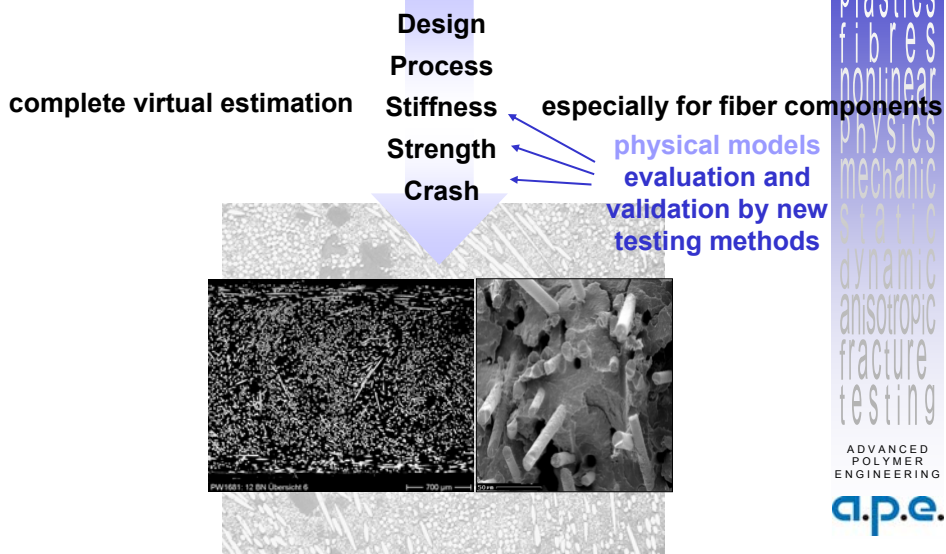 Design
Process
complete virtual estimation
Stiffness
especially for fiber components
Strength
Crash
physical models
evaluation and
validation by new
testing methods
PW1681: 12 BN Übersicht 6
700 µm
50 µm
plastics
fibres
nonlinear
physics
mechanic
static
dynamic
anisotropic
fracture
testing
ADVANCED
POLYMER
ENGINEERING
a.p.e.